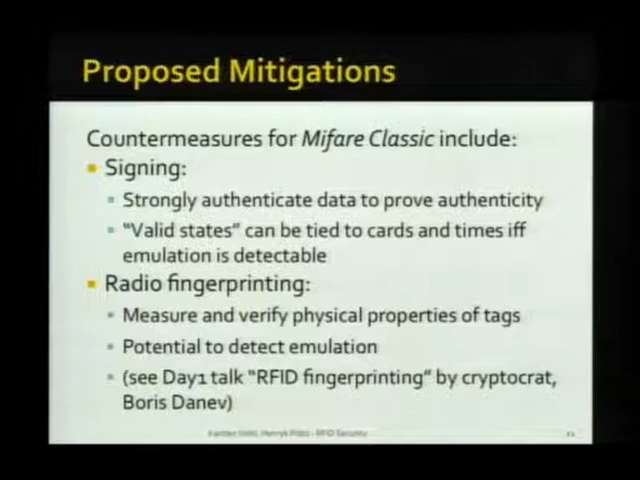 Proposed Mitigations
Countermeasures for Mifare Classic include:
Signing:
Strongly authenticate data to prove authenticity
"Valid states" can be tied to cards and times iff
emulation is detectable
Radio fingerprinting:
Measure and verify physical properties of tags
Potential to detect emulation
(see Day1 talk "RFID fingerprinting" by cryptocrat,
Boris Danev)
RFID Security